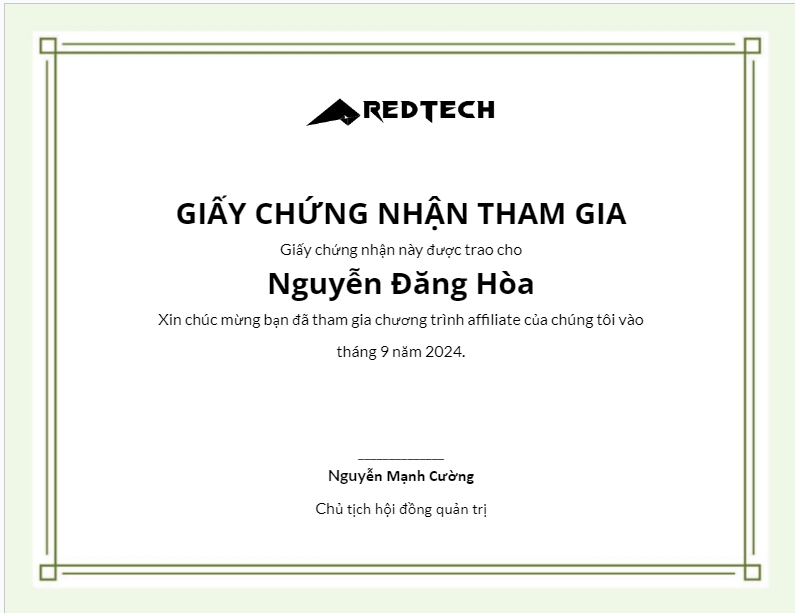 REDTECH
GIẤY CHỨNG NHẬN THAM GIA
Giấy chứng nhận này được trao cho
Nguyễn Đăng Hòa
Xin chúc mừng bạn đã tham gia chương trình affiliate của chúng tôi vào
tháng 9 năm 2024.
Nguyễn Mạnh Cường
Chủ tịch hội đồng quản trị